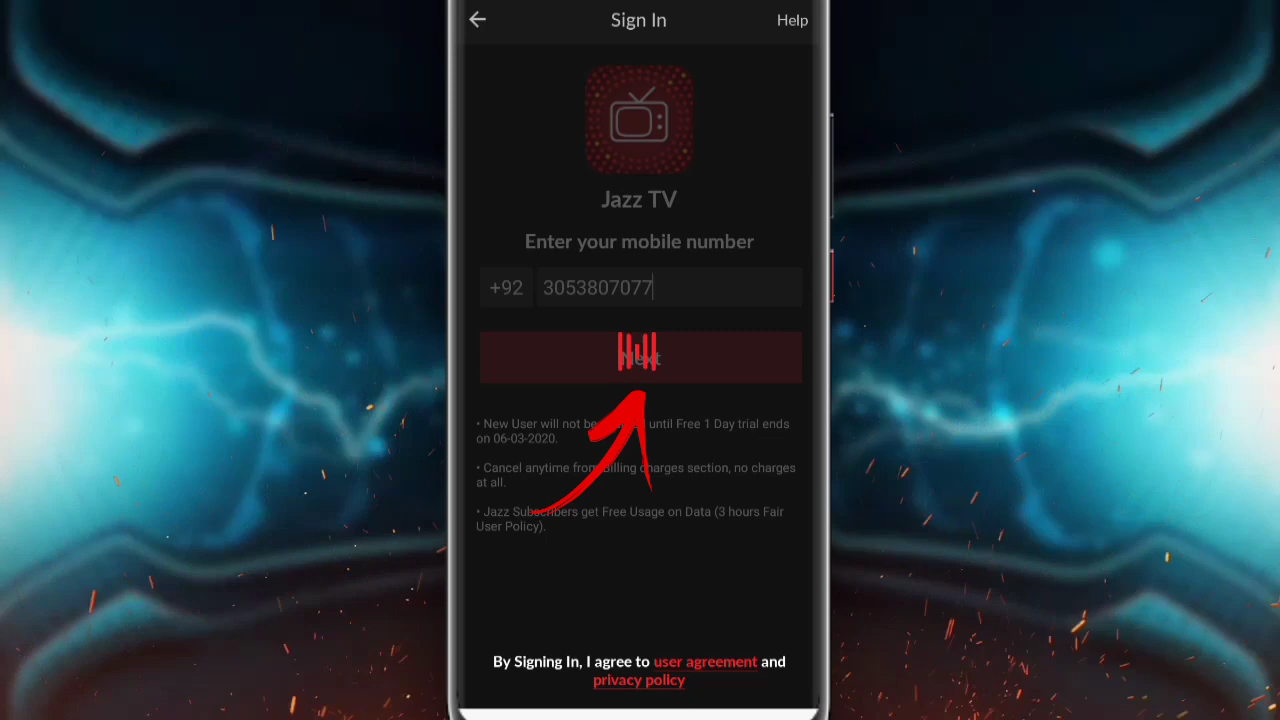 Sign In
Help
Jazz TV
Enter your mobile number
+92 3053807077
Next
• New User will not be until Free 1 Day trial ends
on 06-03-2020.
• Cancel anytime from Billing charges section, no charges
at all.
• Jazz Subscribers get Free Usage on Data (3 hours Fair
User Policy).
By Signing In, I agree to user agreement and
privacy policy